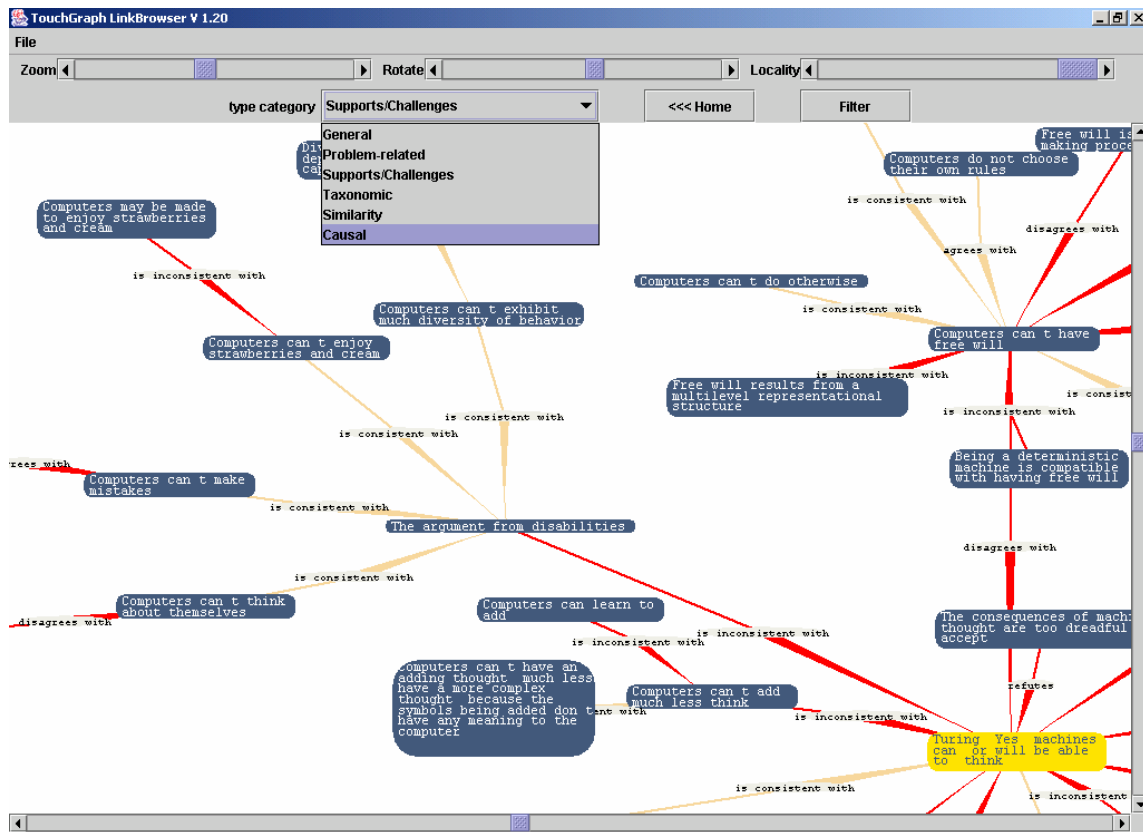 TouchGraph LinkBrowser V 1.20
File
Zoom
Rotate
Locality
type category
Supports/Challenges
<<< Home
Filter
General
Problem-related
Supports/Challenges
Taxonomic
Similarity
Causal
Free will is
making proce
Computers do not choose
their own rules
is consistent with
disagrees with
agrees with
Computers may be made
to enjoy strawberries
and cream
is inconsistent with
Computers can t do otherwise
is consistent with
Computers can t exhibit
much diversity of behavior
Computers can t have
free will
Computers can t enjoy
strawberries and cream
is inconsistent with
Free will results from a
multilevel representational
structure
is consist
is inconsistent with
is consistent with
is consistent with
Being a deterministic
machine is compatible
with having free will
rees with
Computers can t make
mistakes
is consistent with
The argument from disabilities
disagrees with
is consistent with
Computers can t think
about themselves
disagrees with
Computers can learn to
add
The consequences of machi
thought are too dreadful
accept
is inconsistent with
is inconsistent with
Computers can t have an
adding thought much less
have a more complex
thought because the
symbols being added don t
have any meaning to the
computer
tent with
Computers can t add
much less think
refutes
is inconsistent with
Turing Yes machines
can or will be able
to think
is consistent with
is inconsistent